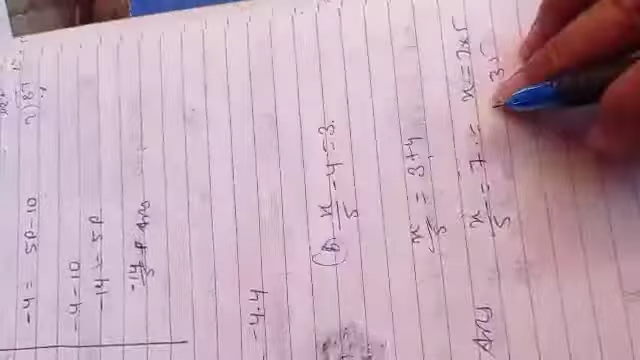 -4 = 5P-10
-4-10
-14 = 5P
-14/5 = P Ans
-4.4
(B) x/5 - 4 = 3.
x/5 = 3+4
Ans x/5 = 7 = x = 7×5
35